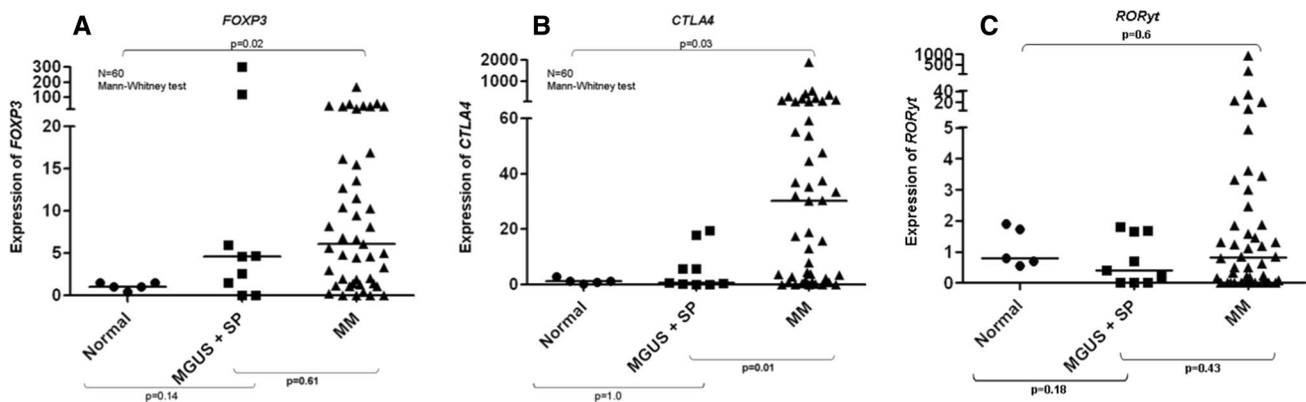 A
FOXP3
p=0.02
N=60
Mann-Whitney test
Expression of FOXP3
300
200
100
20
15
10
5
0
Normal
MGUS + SP
MM
p=0.61
p=0.14
B
CTLA4
p=0.03
N=60
Mann-Whitney test
Expression of CTLA4
2000
1000
60
40
20
0
Normal
MGUS + SP
MM
p=0.01
p=1.0
C
RORyt
p=0.6
Expression of RORyt
1000
500
40
20
5
4
3
2
1
0
Normal
MGUS + SP
MM
p=0.43
p=0.18